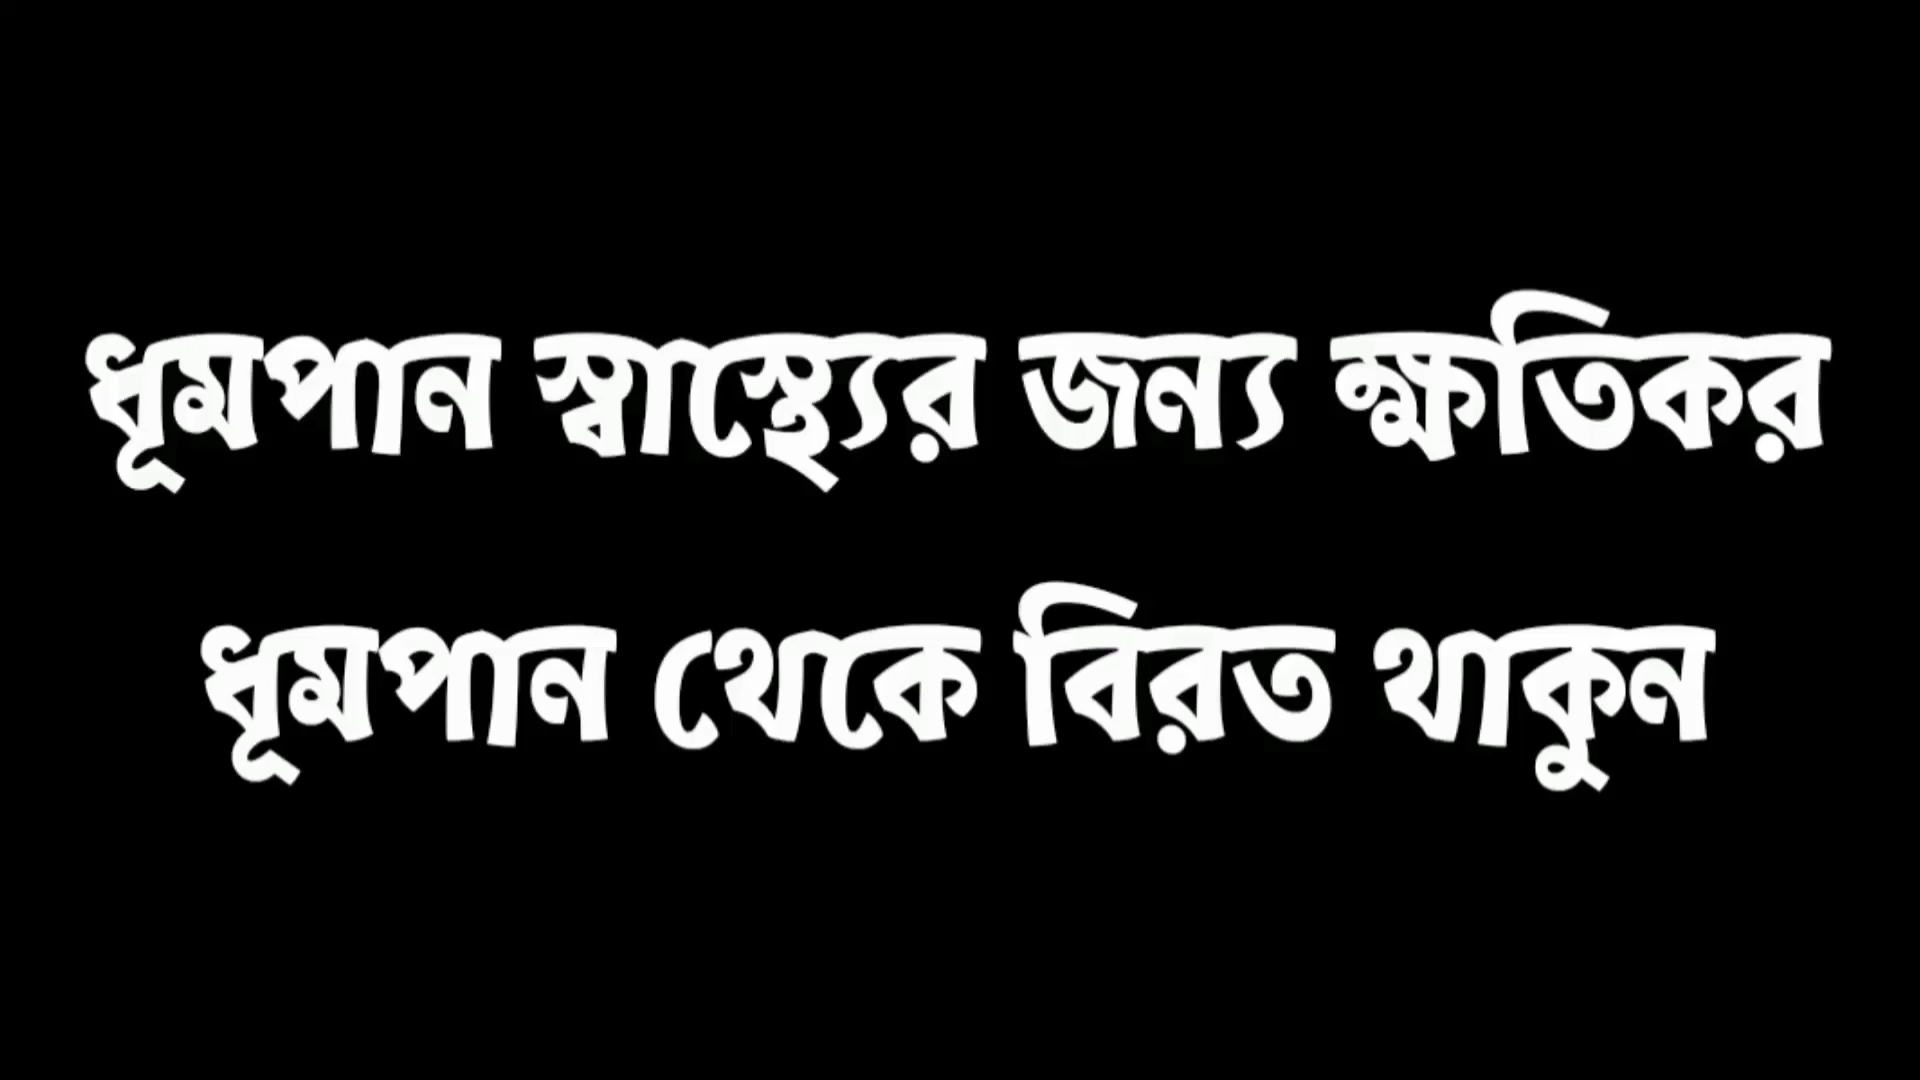 ধূমপান স্বাস্থ্যের জন্য ক্ষতিকর
ধূমপান থেকে বিরত থাকুন